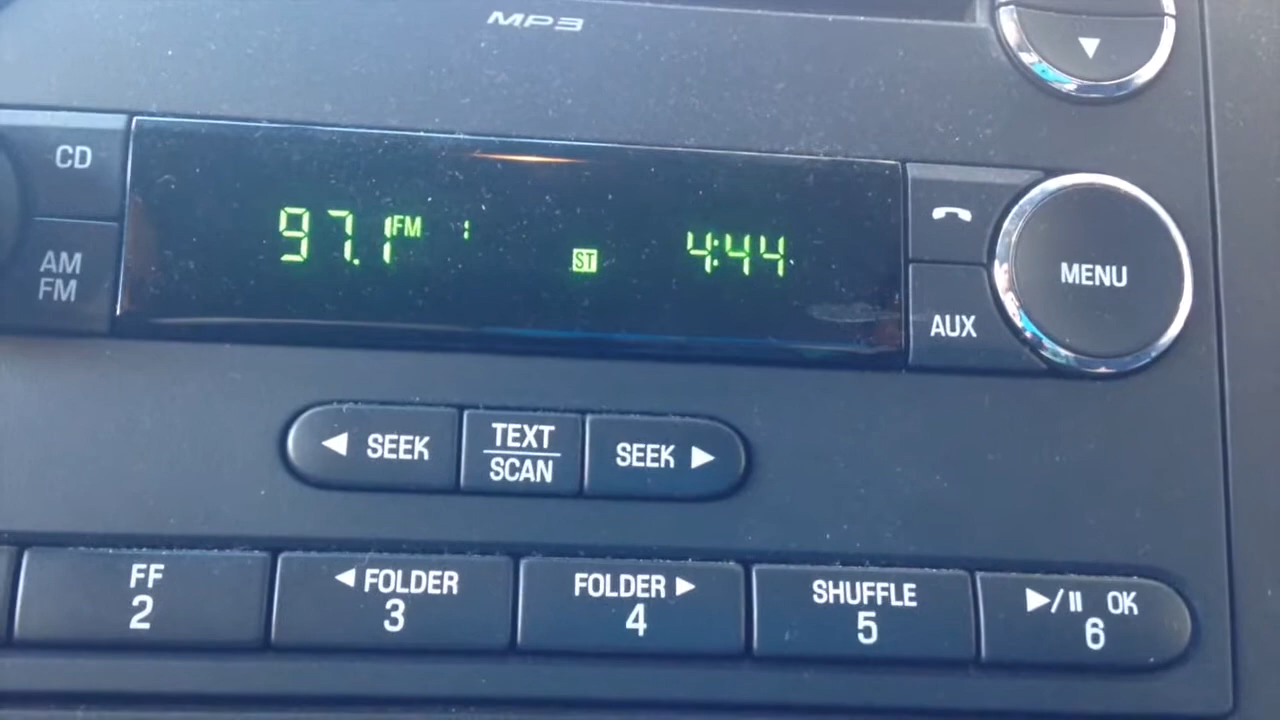 MP3
CD
AM
FM
97.1 FM 1 ST 4:44
MENU
AUX
◀ SEEK
TEXT
SCAN
SEEK ▶
FF
2
◀ FOLDER
3
FOLDER ▶
4
SHUFFLE
5
▶/II OK
6